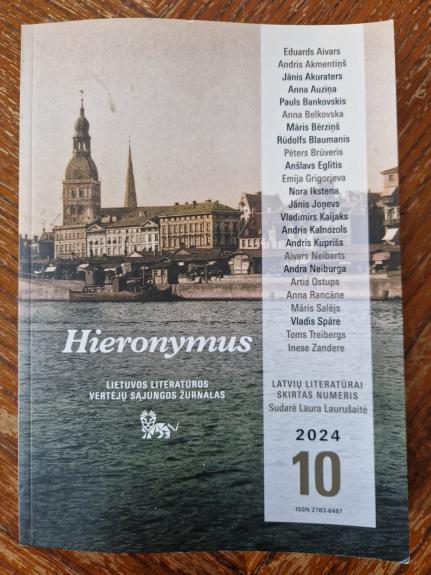 Eduards Aivars
Andris Akmentiņš
Jānis Akuraters
Anna Auziņa
Pauls Bankovskis
Anna Belkovska
Māris Bērziņš
Rūdolfs Blaumanis
Pēters Brūveris
Anšlavs Eglītis
Emija Grigorjeva
Nora Ikstena
Jānis Joņevs
Vladimirs Kaijaks
Andris Kalnozols
Andris Kuprišs
Aivars Neibarts
Andra Neiburga
Artis Ostups
Anna Rancāne
Māris Salējs
Vladis Spāre
Toms Treibergs
Inese Zandere
Hieronymus
LIETUVOS LITERATŪROS
VERTĖJŲ SĄJUNGOS ŽURNALAS
LATVIŲ LITERATŪRAI
SKIRTAS NUMERIS
Sudarė Laura Laurušaitė
2024
10
ISSN 2783-6487